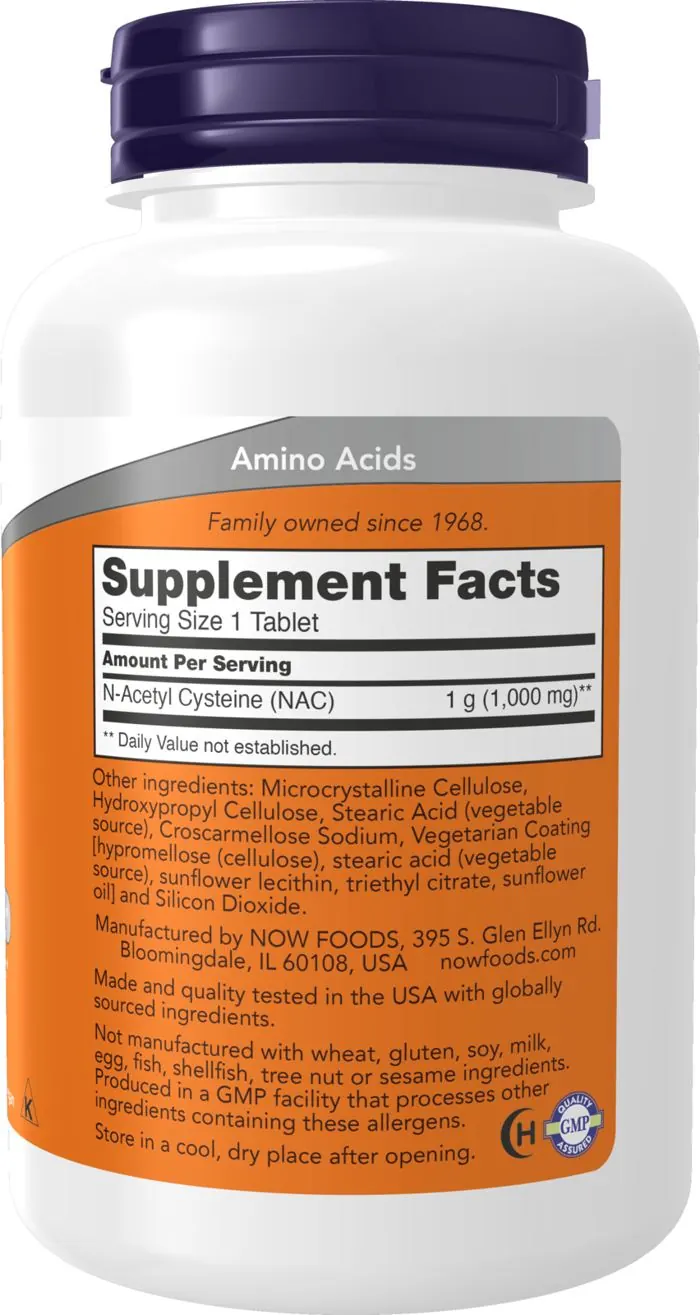 Amino Acids
Family owned since 1968.
Supplement Facts
Serving Size 1 Tablet
Amount Per Serving
N-Acetyl Cysteine (NAC) 1 g (1,000 mg)**
** Daily Value not established.
Other ingredients: Microcrystalline Cellulose,
Hydroxypropyl Cellulose, Stearic Acid (vegetable
source), Croscarmellose Sodium, Vegetarian Coating
[hypromellose (cellulose), stearic acid (vegetable
source), sunflower lecithin, triethyl citrate, sunflower
oil] and Silicon Dioxide.
Manufactured by NOW FOODS, 395 S. Glen Ellyn Rd.
Bloomingdale, IL 60108, USA nowfoods.com
Made and quality tested in the USA with globally
sourced ingredients.
Not manufactured with wheat, gluten, soy, milk,
egg, fish, shellfish, tree nut or sesame ingredients.
Produced in a GMP facility that processes other
ingredients containing these allergens.
Store in a cool, dry place after opening.
K
H
QUALITY
GMP
ASSURED